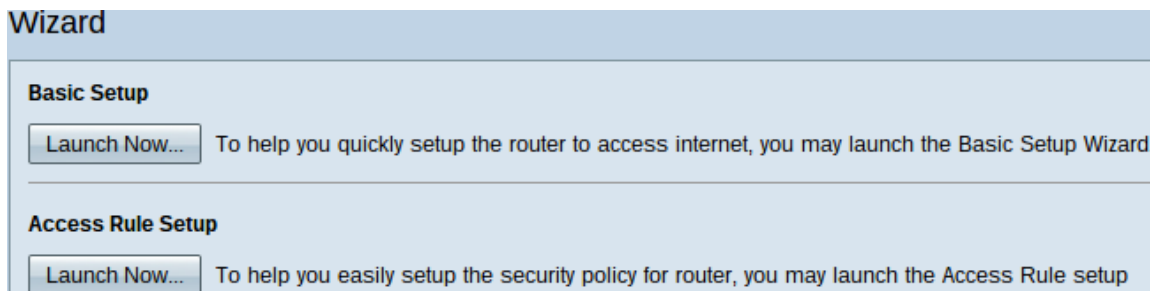 Wizard
Basic Setup
Launch Now... To help you quickly setup the router to access internet, you may launch the Basic Setup Wizard
Access Rule Setup
Launch Now... To help you easily setup the security policy for router, you may launch the Access Rule setup